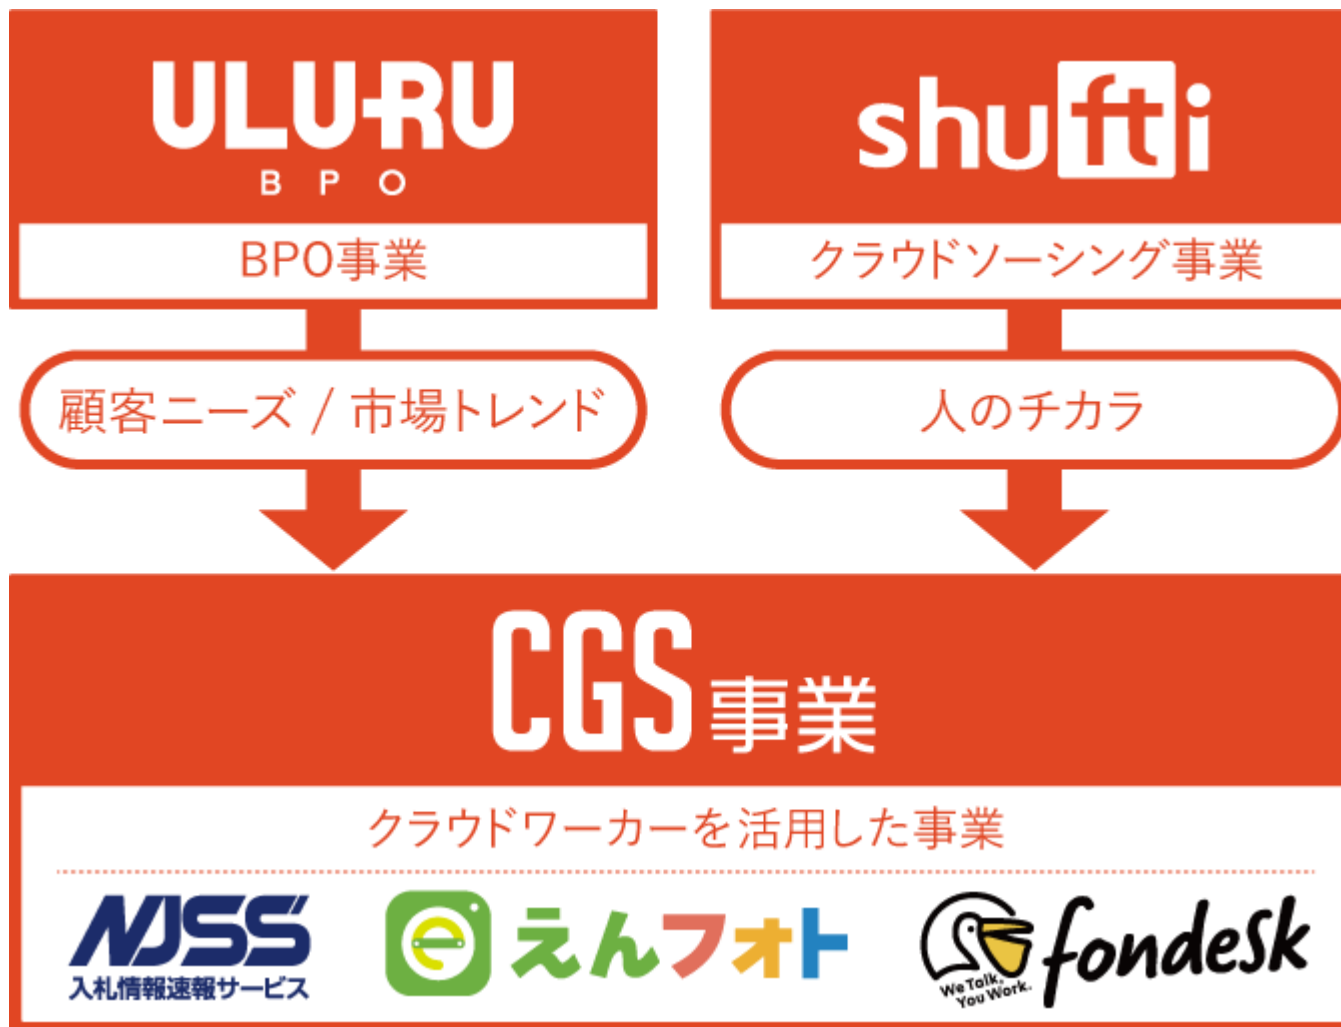 ULURU
BPO
BPO事業
顧客ニーズ / 市場トレンド
shufti
クラウドソーシング事業
人のチカラ
CGS事業
クラウドワーカーを活用した事業
NJSS
入札情報速報サービス
e えんフォト
fondesk
We Talk,
You Work.